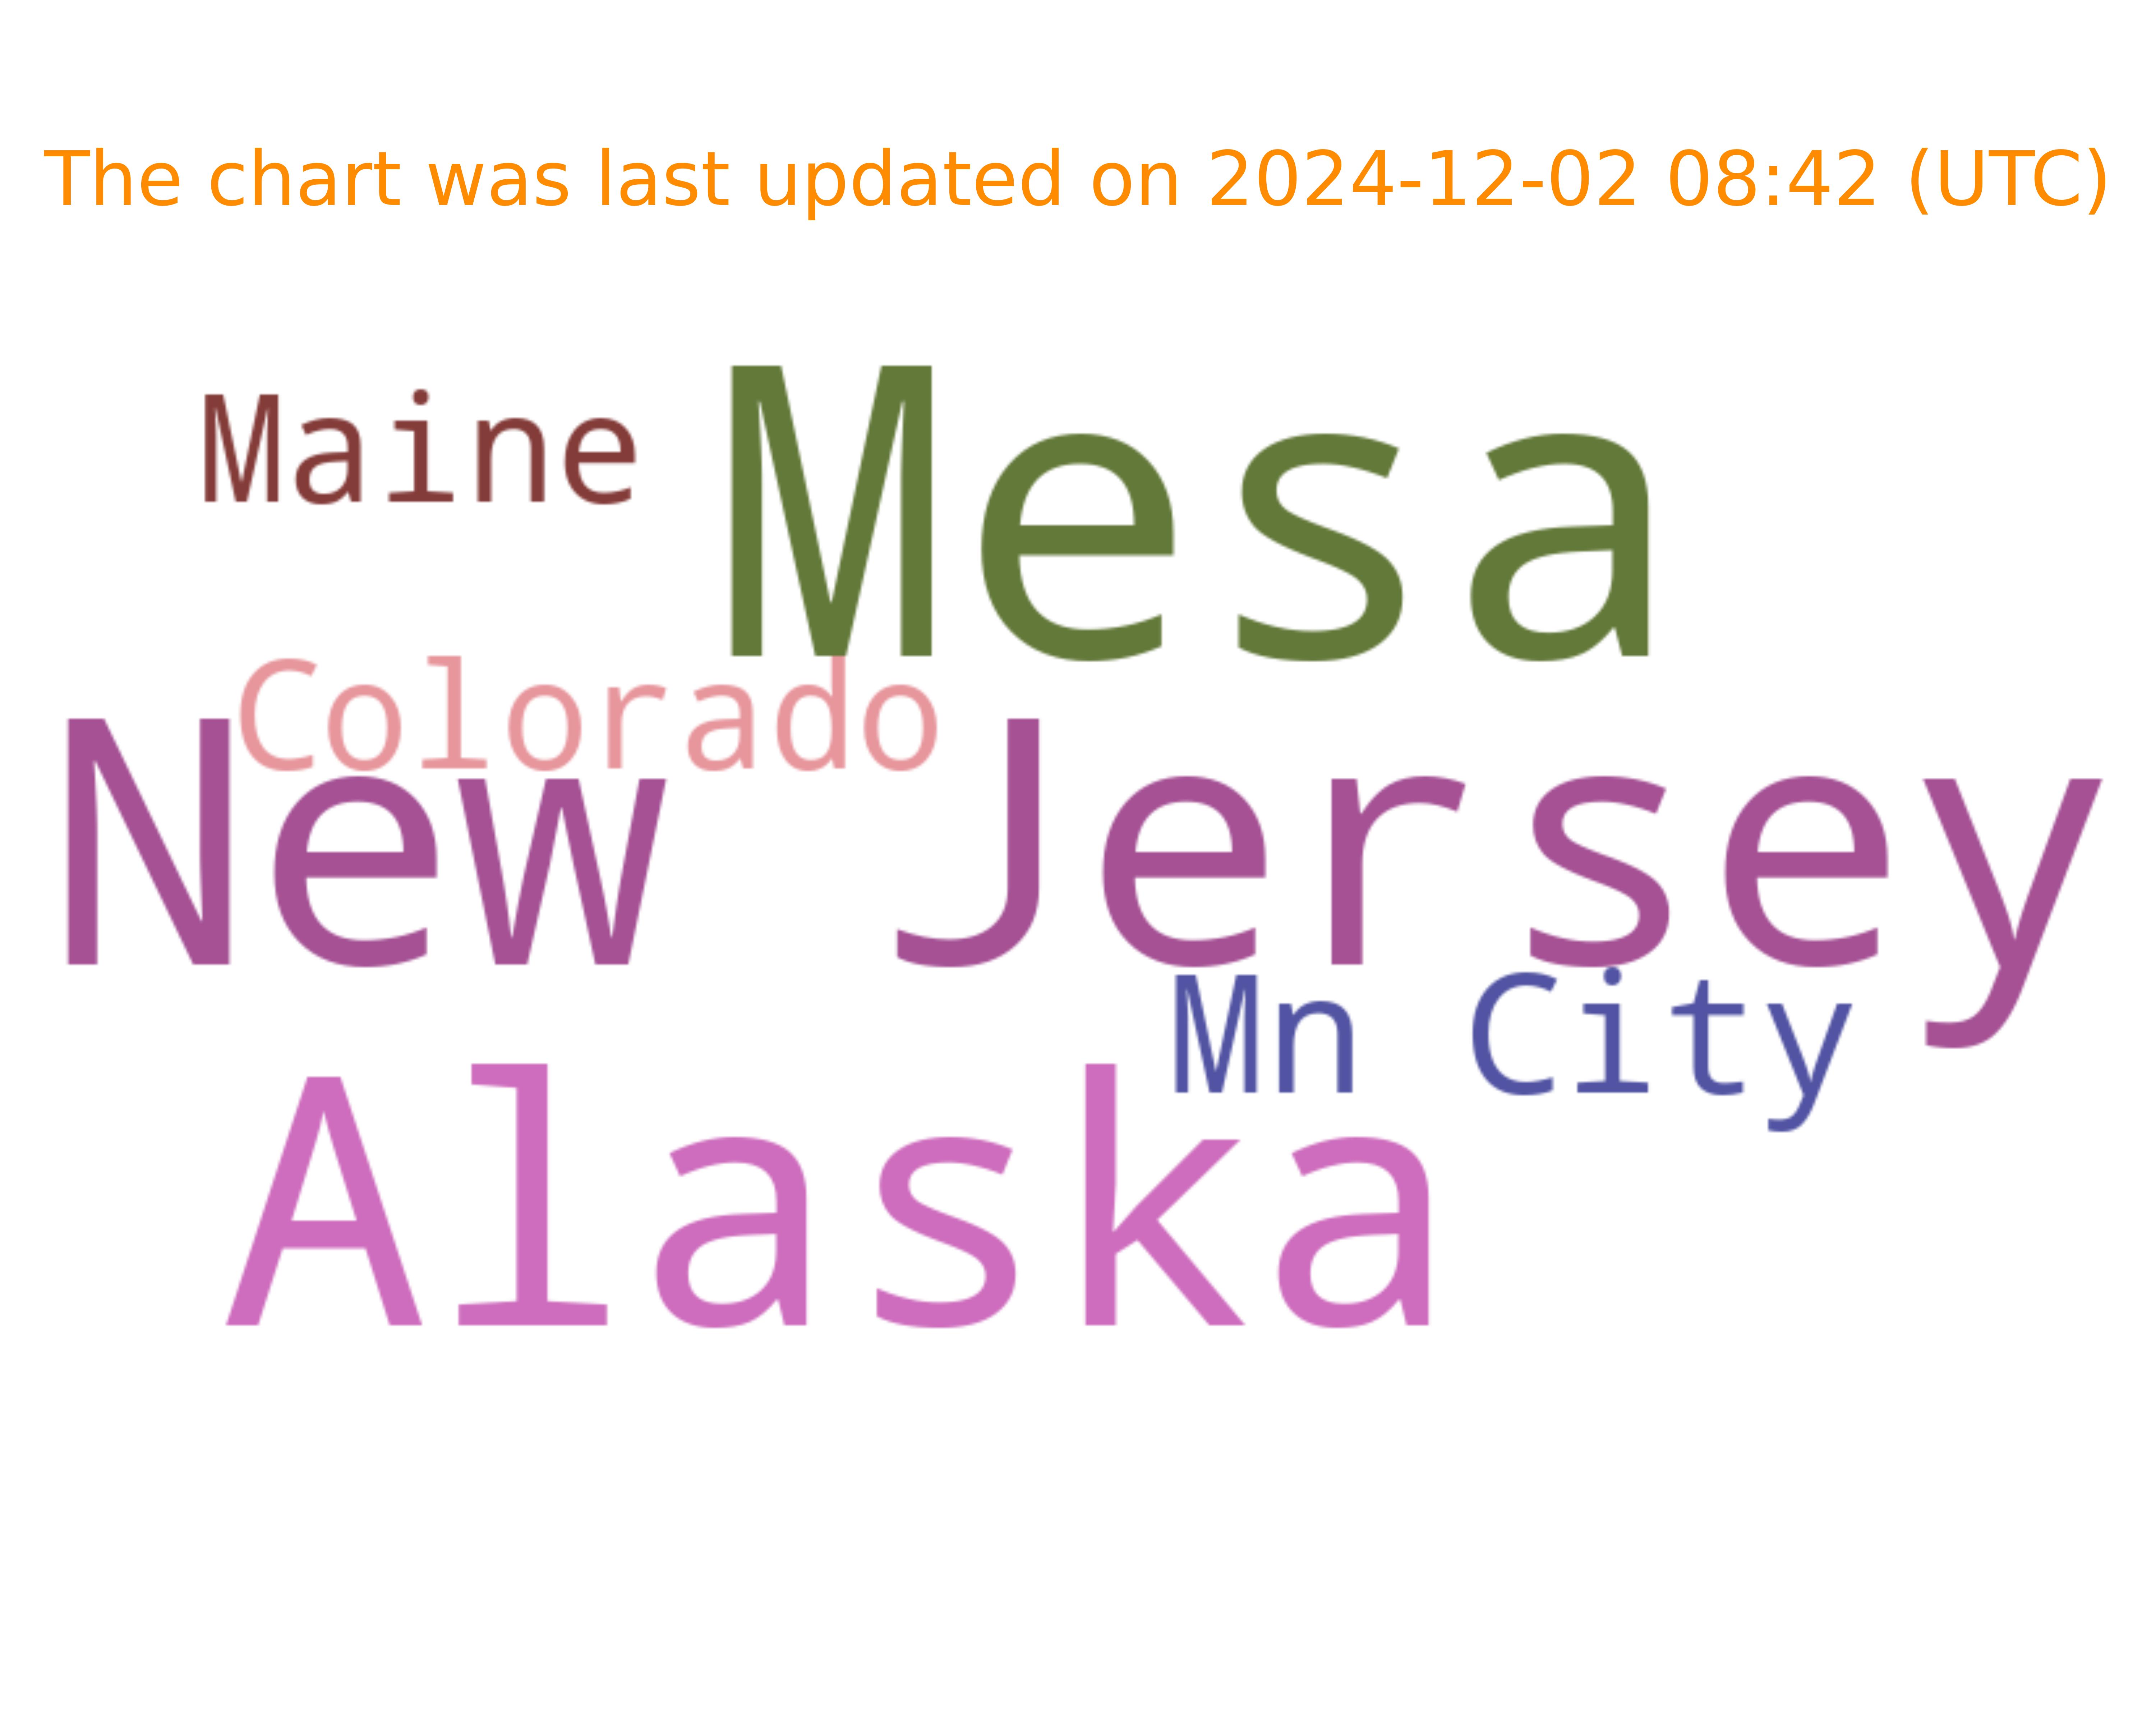 The chart was last updated on 2024-12-02 08:42 (UTC)
Maine
Mesa
Colorado
New Jersey
Mn City
Alaska